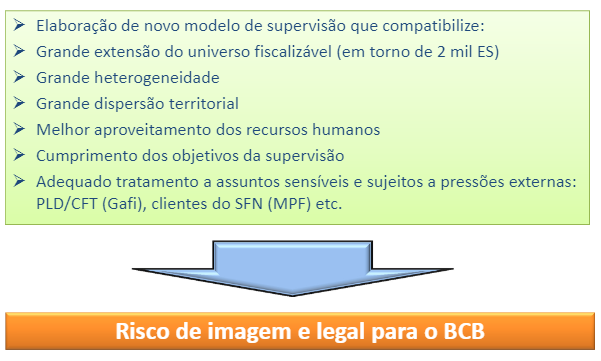 ➢ Elaboração de novo modelo de supervisão que compatibilize:
➢ Grande extensão do universo fiscalizável (em torno de 2 mil ES)
➢ Grande heterogeneidade
➢ Grande dispersão territorial
➢ Melhor aproveitamento dos recursos humanos
➢ Cumprimento dos objetivos da supervisão
➢ Adequado tratamento a assuntos sensíveis e sujeitos a pressões externas:
PLD/CFT (Gafi), clientes do SFN (MPF) etc.
Risco de imagem e legal para o BCB